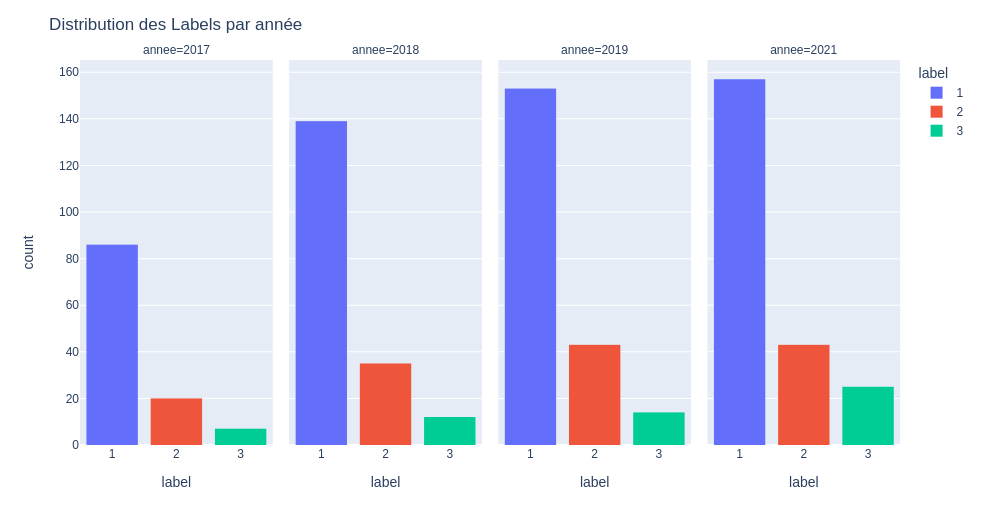 Distribution des Labels par année
annee=2017 annee=2018 annee=2019 annee=2021
label
1
2
3
count
160
140
120
100
80
60
40
20
0
1 2 3 1 2 3 1 2 3 1 2 3
label label label label